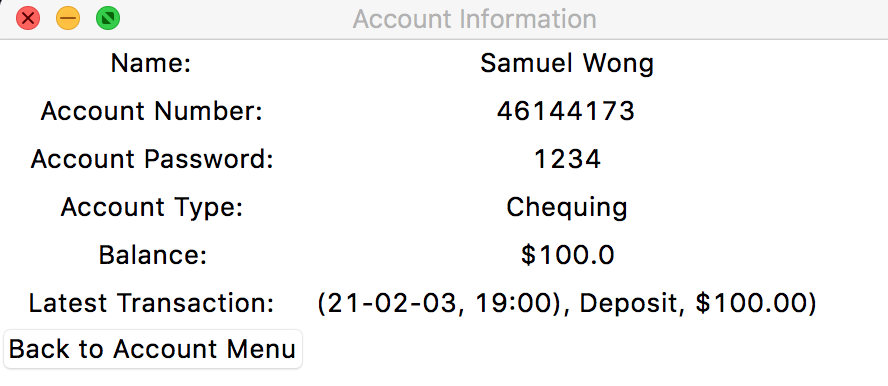 Account Information
Name: Samuel Wong
Account Number: 46144173
Account Password: 1234
Account Type: Chequing
Balance: $100.0
Latest Transaction: (21-02-03, 19:00), Deposit, $100.00)
Back to Account Menu